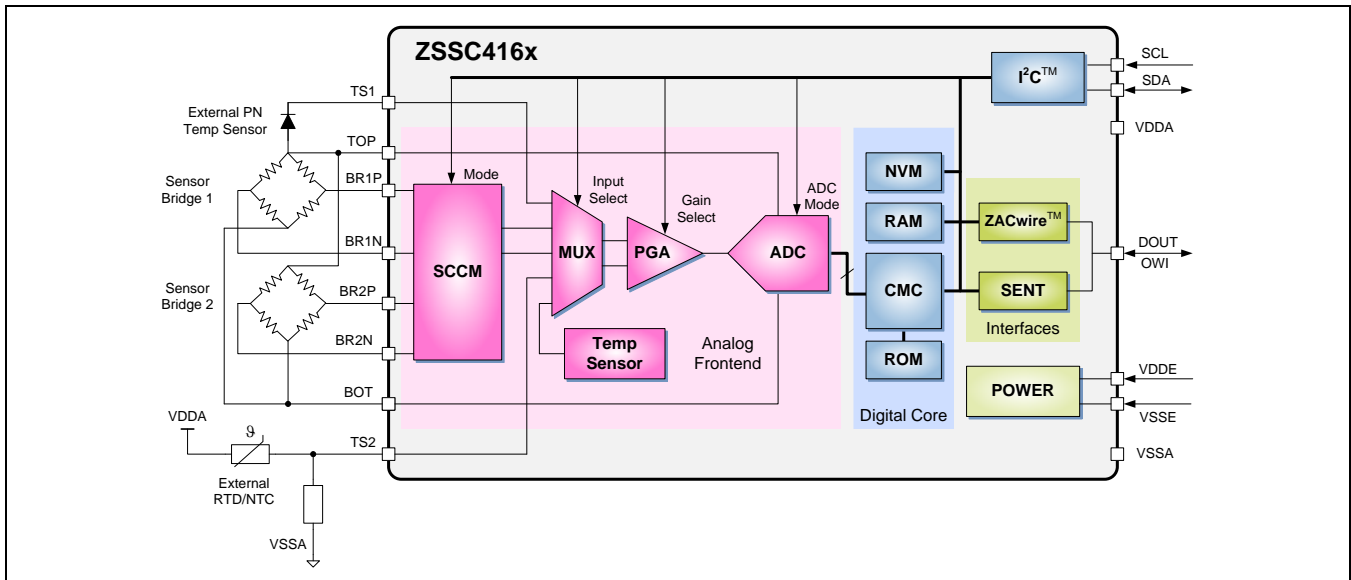 ZSSC416x
I²C™
SCL
SDA
VDDA
TS1
External PN
Temp Sensor
TOP
Sensor
Bridge 1
BR1P
BR1N
Sensor
Bridge 2
BR2P
BR2N
BOT
VDDA
ϑ
TS2
External
RTD/NTC
VSSA
Mode
SCCM
Input
Select
MUX
Gain
Select
PGA
ADC
Mode
ADC
Temp
Sensor
Analog
Frontend
NVM
RAM
CMC
ROM
Digital Core
ZACwire™
SENT
Interfaces
DOUT
OWI
POWER
VDDE
VSSE
VSSA